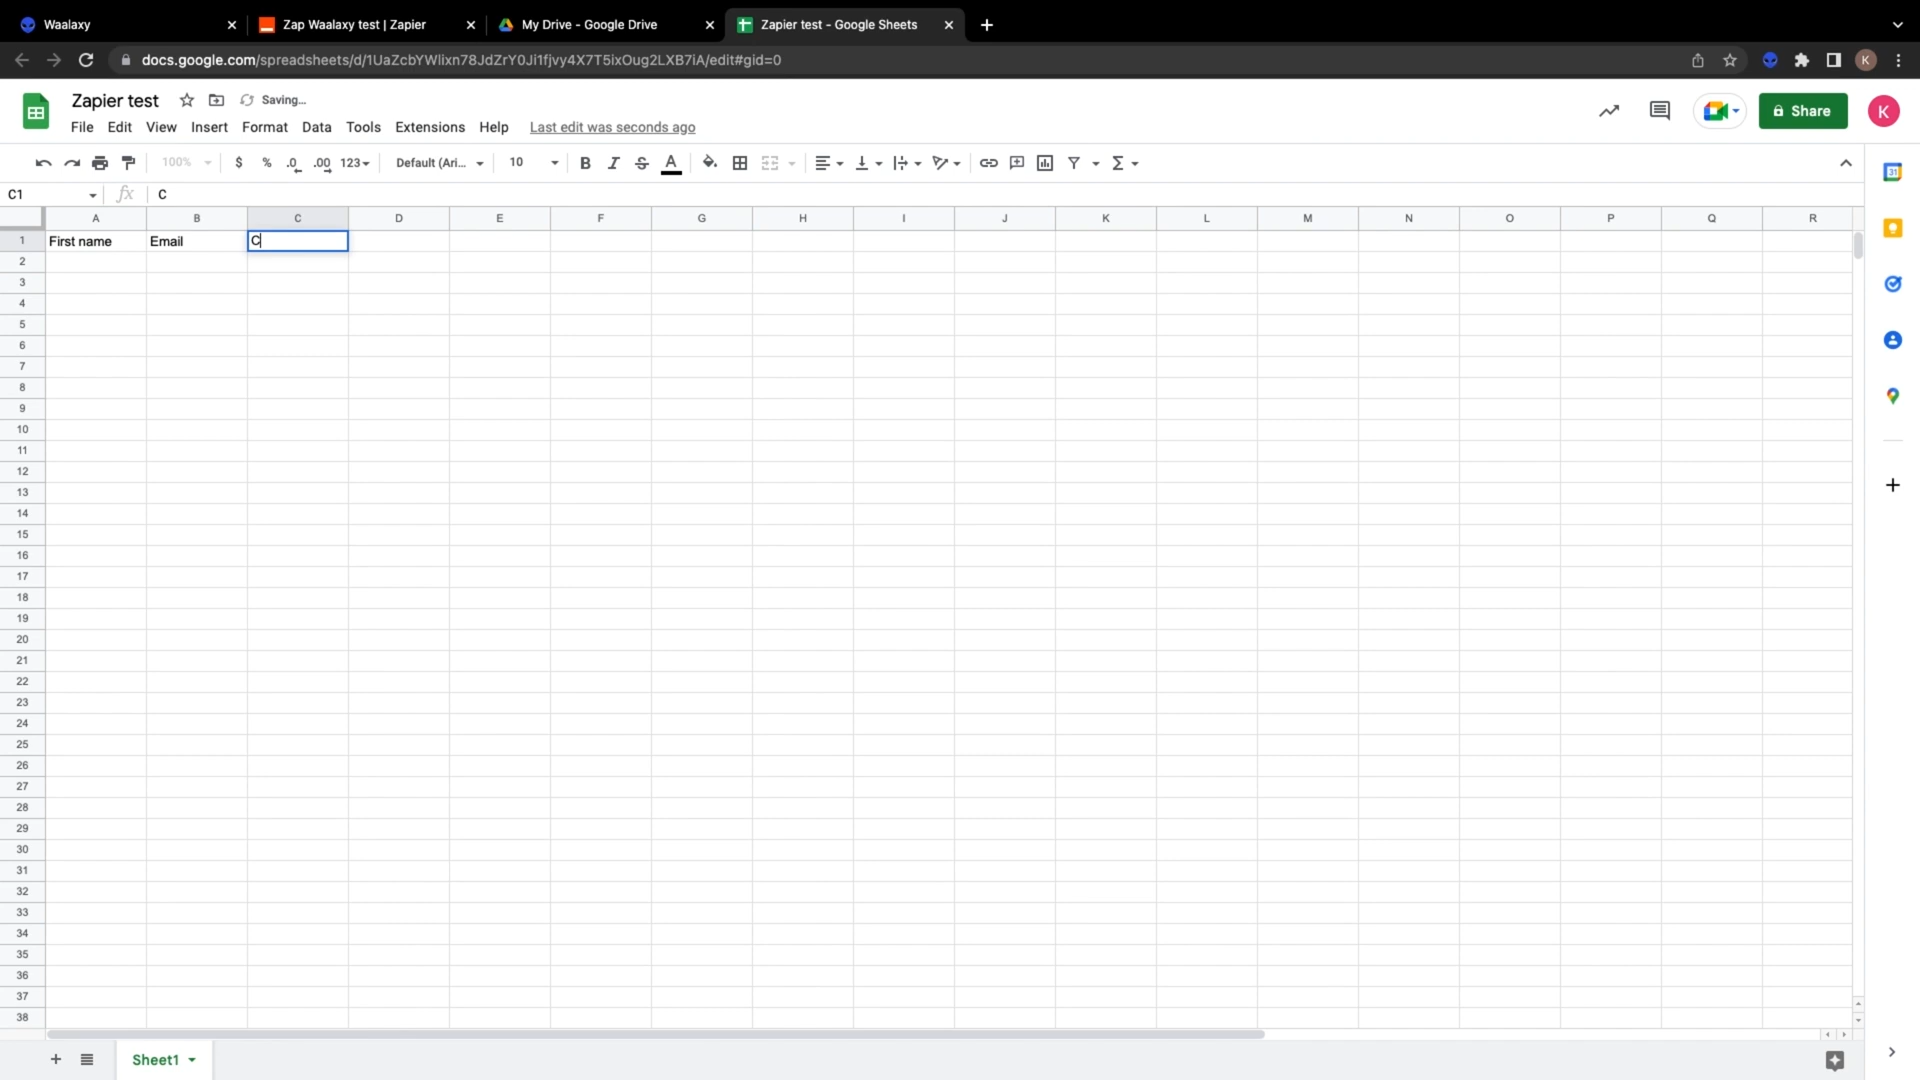 Waalaxy
Zap Waalaxy test | Zapier
My Drive - Google Drive
Zapier test - Google Sheets
docs.google.com/spreadsheets/d/1UaZcbYWlixn78JdZrY0Ji1fjvy4X7T5ixOug2LXB7iA/edit#gid=0
K
Zapier test
Saving...
File Edit View Insert Format Data Tools Extensions Help Last edit was seconds ago
Share
K
100% $ % .0 .00 123 Default (Ari... 10 B I S A
31
C1 fx C
A B C D E F G H I J K L M N O P Q R
1 First name Email C
2
3
4
5
6
7
8
9
10
11
12
13
14
15
16
17
18
19
20
21
22
23
24
25
26
27
28
29
30
31
32
33
34
35
36
37
38
Sheet1